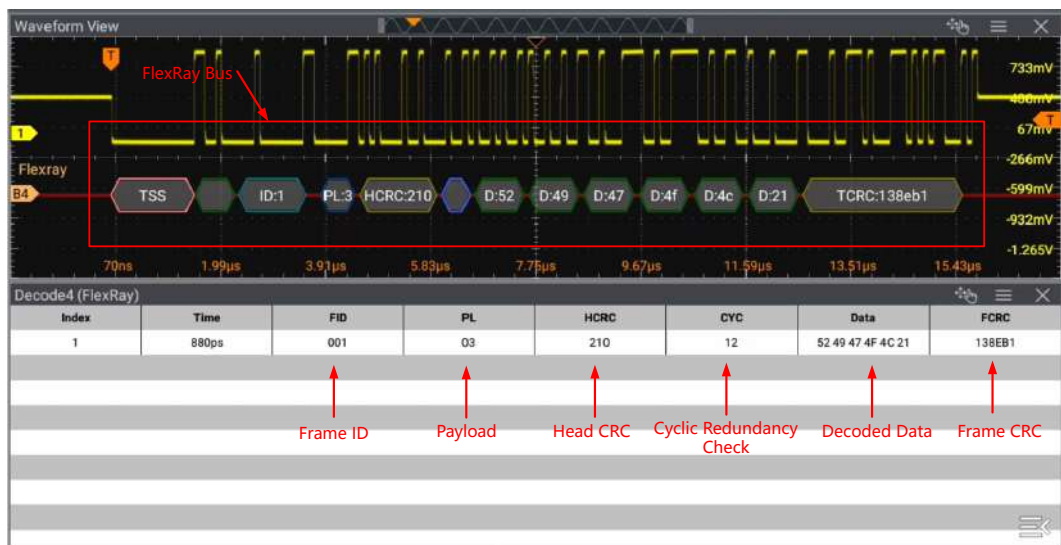 Waveform View
T
FlexRay Bus
733mV
400mV
T
1
67mV
-266mV
Flexray
B4
TSS
ID:1
PL:3
HCRC:210
D:52
D:49
D:47
D:4f
D:4c
D:21
TCRC:138eb1
-599mV
-932mV
-1.265V
70ns
1.99µs
3.91µs
5.83µs
7.75µs
9.67µs
11.59µs
13.51µs
15.43µs
Decode4 (FlexRay)
Index Time FID PL HCRC CYC Data FCRC
1 880ps 001 03 210 12 52 49 47 4F 4C 21 138EB1
Frame ID
Payload
Head CRC
Cyclic Redundancy
Check
Decoded Data
Frame CRC